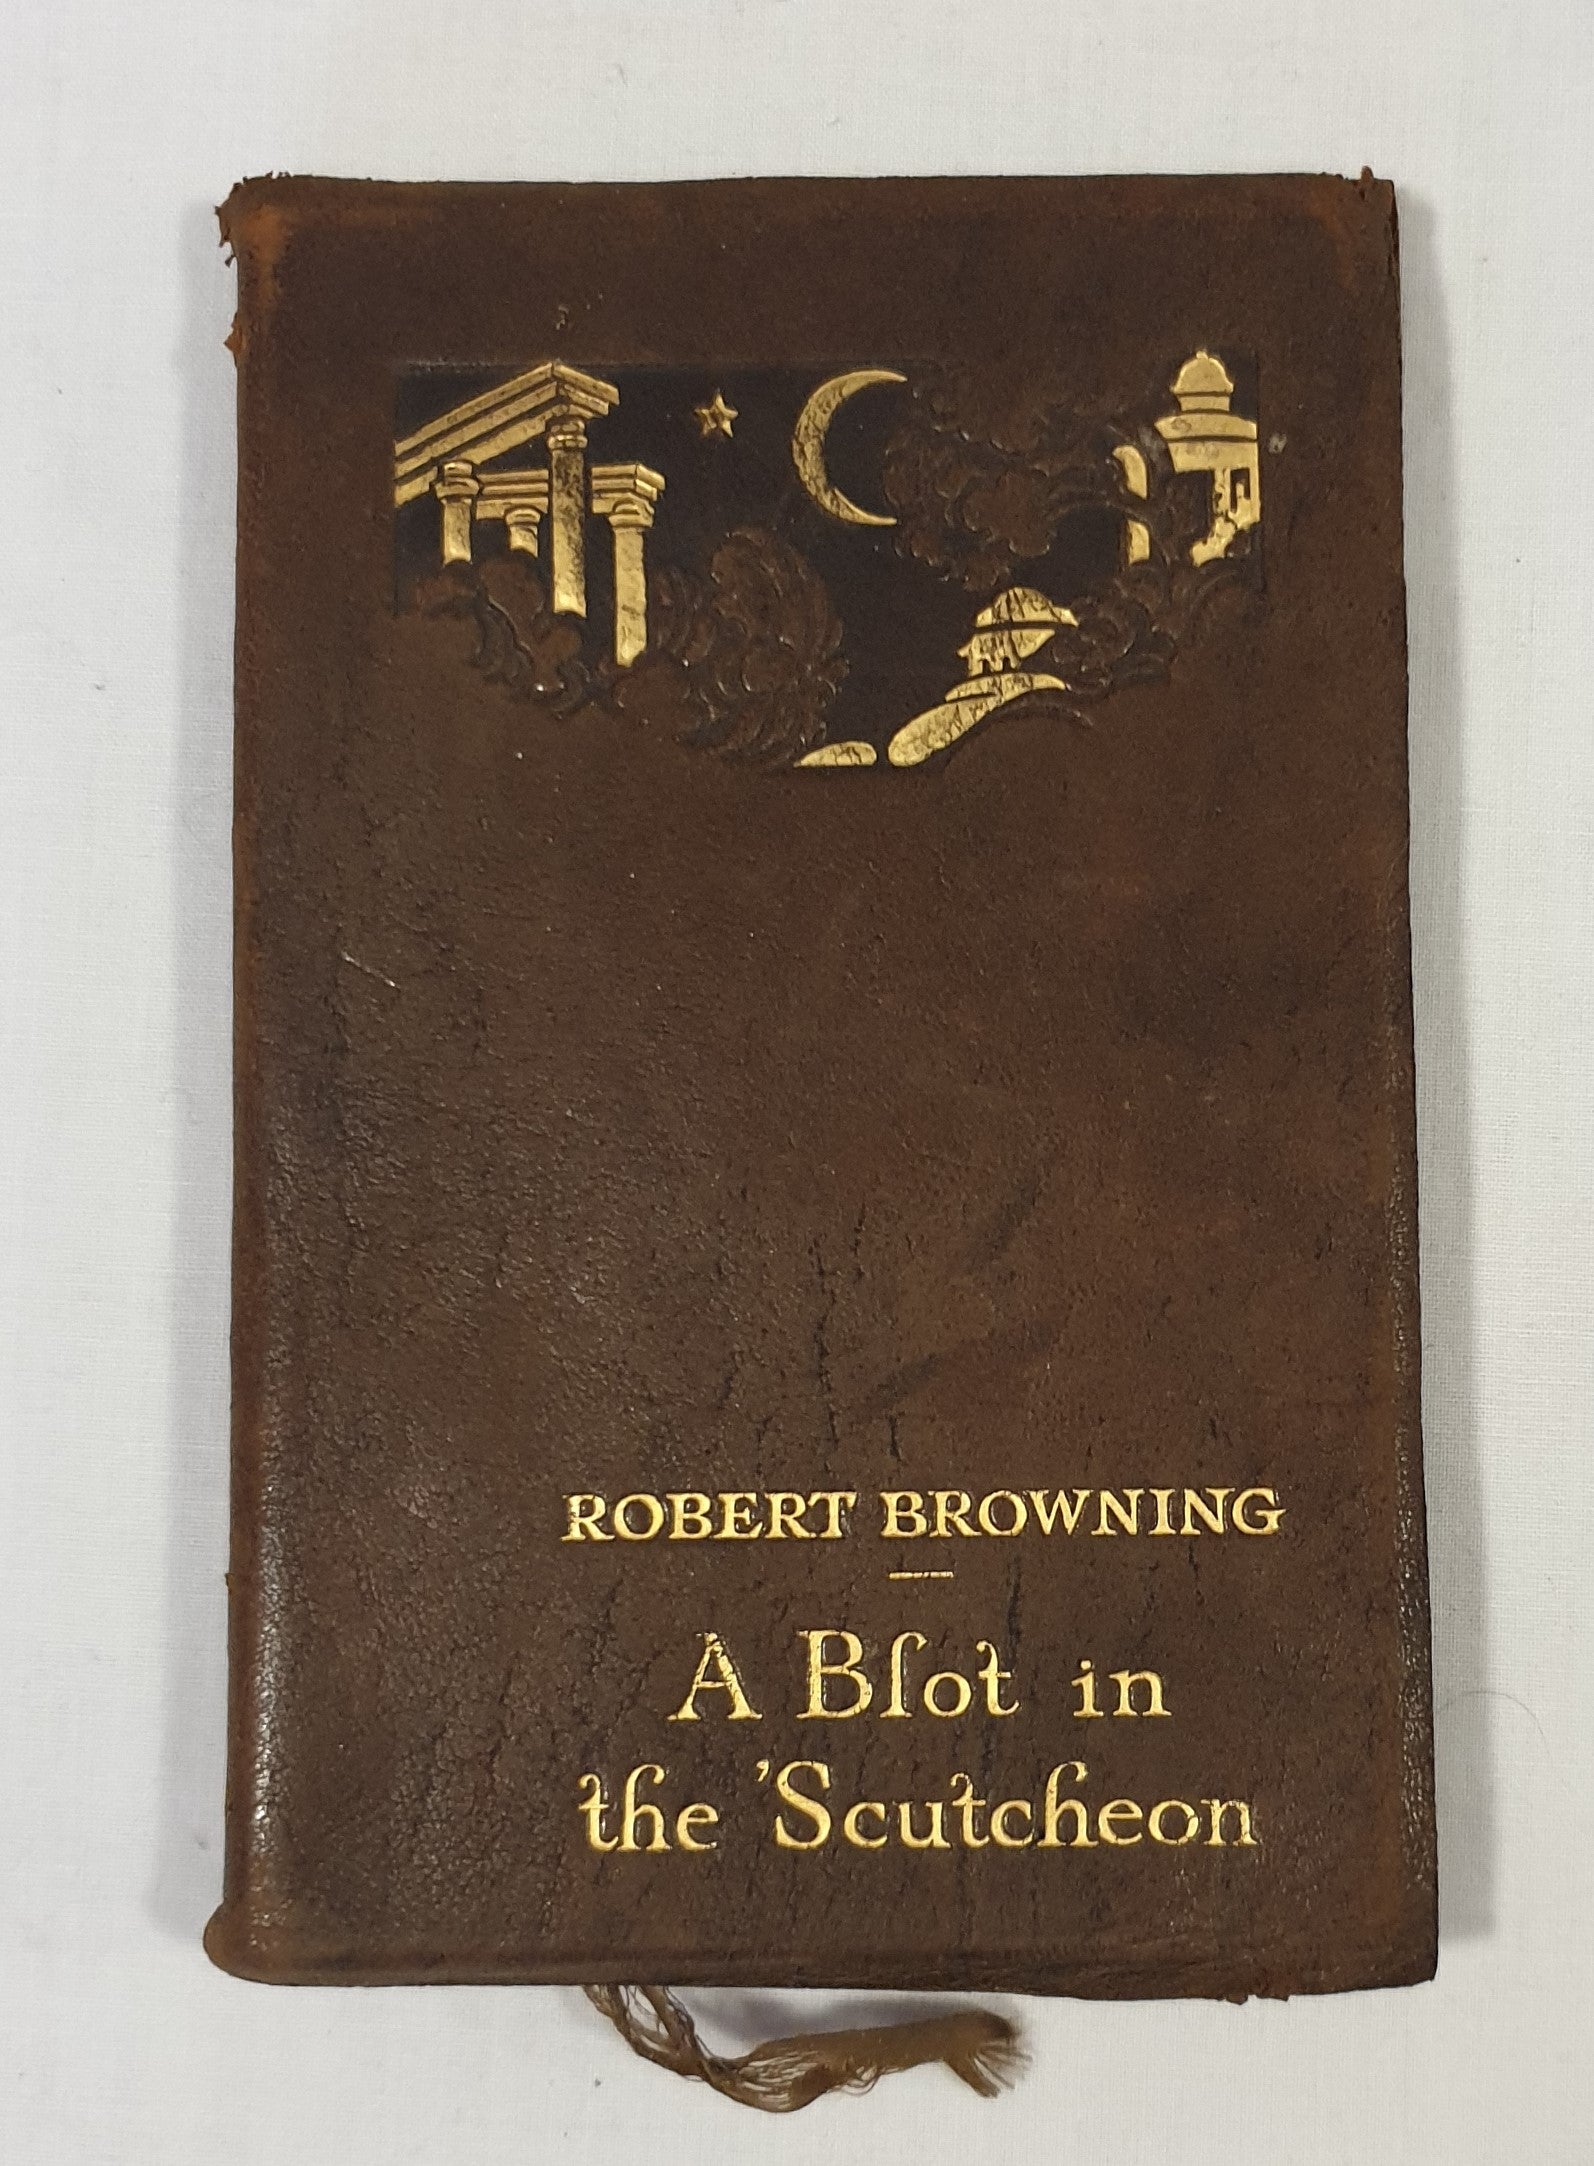 ROBERT BROWNING
A Blot in
the 'Scutcheon